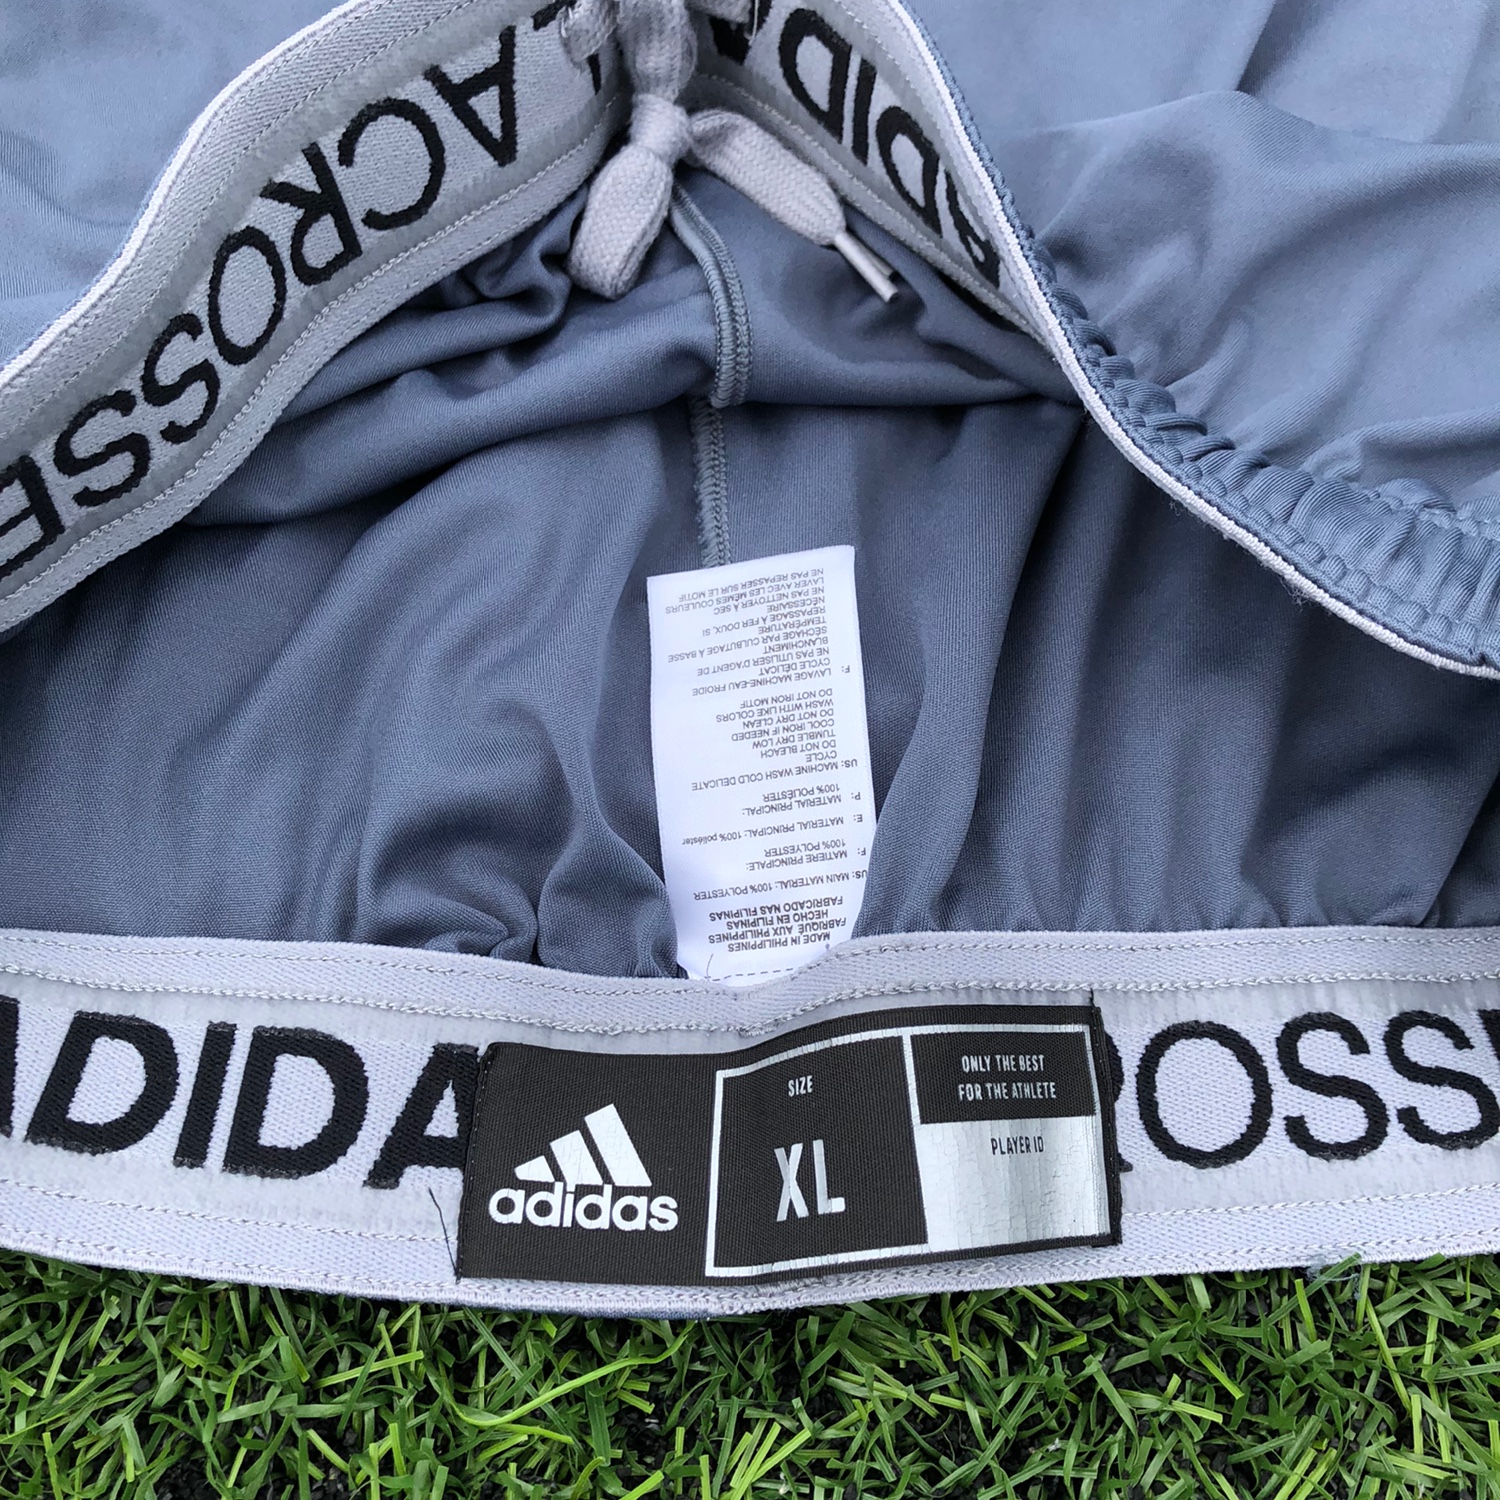 LACROSSE
ADIDA
NE PAS REPASSER SUR LE MOTIF
LAVER AVEC LES MÊMES COULEURS
NE PAS NETTOYER À SEC
NÉCESSAIRE
REPASSAGE À FER DOUX, SI
TEMPÉRATURE
SÉCHAGE PAR CULBUTAGE À BASSE
BLANCHIMENT
NE PAS UTILISER D'AGENT DE
CYCLE DÉLICAT
F: LAVAGE MACHINE-EAU FROIDE
DO NOT IRON MOTIF
WASH WITH LIKE COLORS
DO NOT DRY CLEAN
COOL IRON IF NEEDED
TUMBLE DRY LOW
DO NOT BLEACH
CYCLE
US: MACHINE WASH COLD DELICATE
100% POLIÉSTER
P: MATERIAL PRINCIPAL:
E: MATERIAL PRINCIPAL: 100% poliéster
100% POLYESTER
F: MATIERE PRINCIPALE:
US: MAIN MATERIAL: 100% POLYESTER
FABRICADO NAS FILIPINAS
HECHO EN FILIPINAS
FABRIQUÉ AUX PHILIPPINES
MADE IN PHILIPPINES
ADIDA
ROSSE
adidas
SIZE
XL
ONLY THE BEST
FOR THE ATHLETE
PLAYER ID